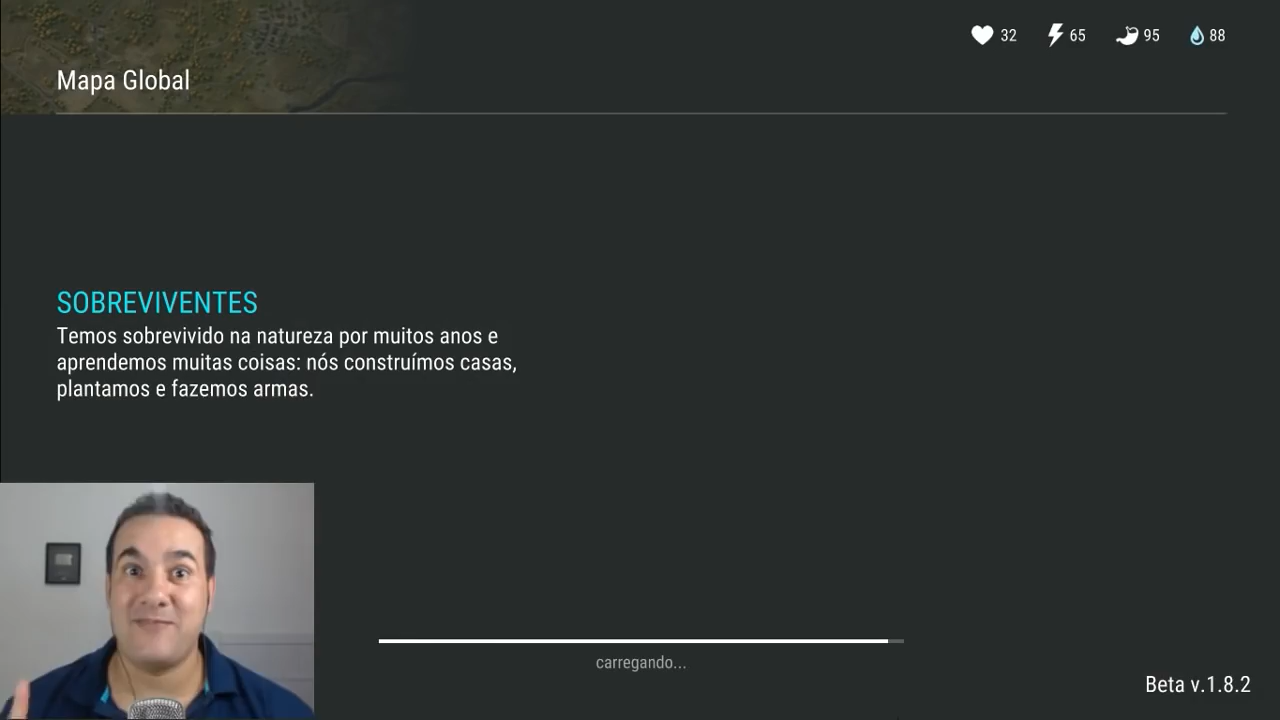 32 65 95 88
Mapa Global
SOBREVIVENTES
Temos sobrevivido na natureza por muitos anos e
aprendemos muitas coisas: nós construímos casas,
plantamos e fazemos armas.
carregando...
Beta v.1.8.2